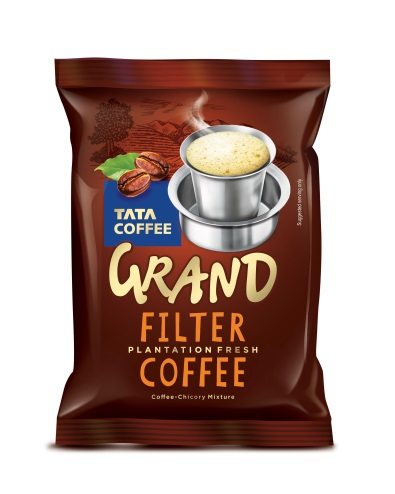 TATA
COFFEE
GRAND
FILTER
PLANTATION FRESH
COFFEE
Coffee-Chicory Mixture
Suggested serving only